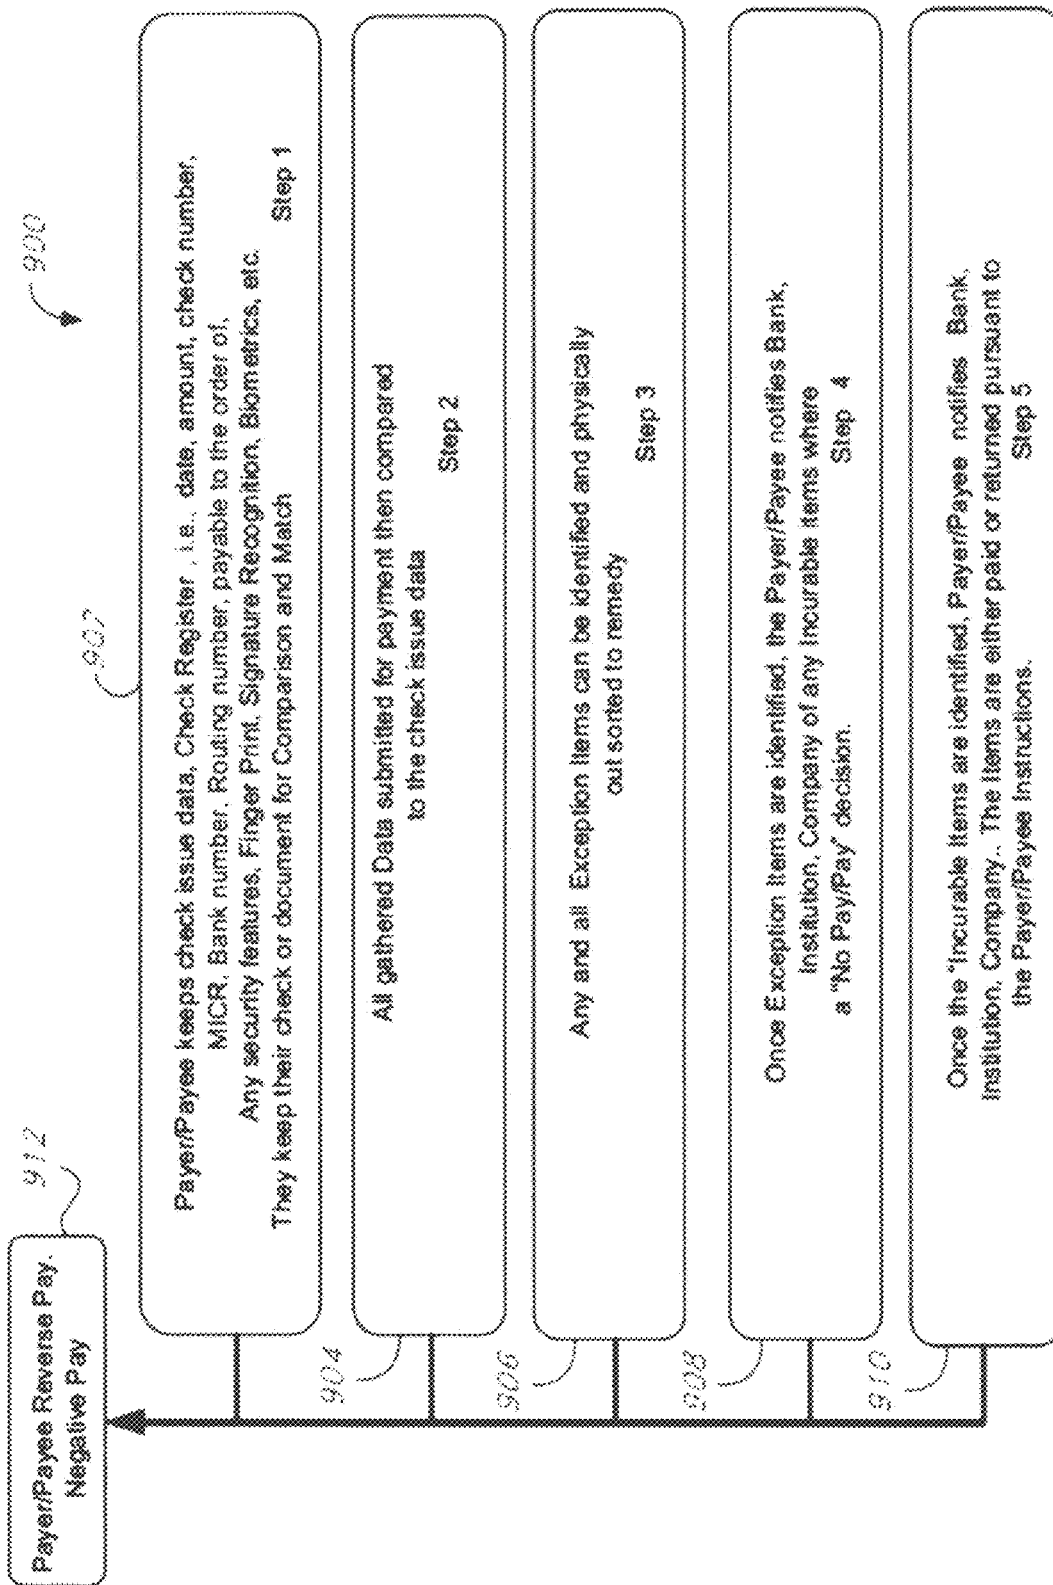 900
Payer/Payee Reverse Pay.
Negative Pay
912
907
Payer/Payee keeps check issue data, Check Register , i.e., date, amount, check number,
MICR, Bank number, Routing number, payable to the order of,
Any security features, Finger Print, Signature Recognition, Biometrics, etc.
They keep their check or document for Comparison and Match
Step 1
904
All gathered Data submitted for payment then compared
to the check issue data
Step 2
906
Any and all Exception Items can be identified and physically
out sorted to remedy
Step 3
908
Once Exception Items are identified, the Payer/Payee notifies Bank,
Institution, Company of any Incurable Items where
a "No Pay/Pay" decision.
Step 4
910
Once the "Incurable Items are identified, Payer/Payee notifies Bank,
Institution, Company.. The Items are either paid or returned pursuant to
the Payer/Payee Instructions.
Step 5